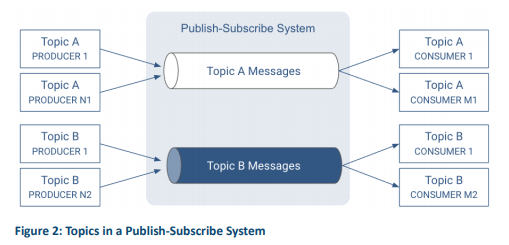 Publish-Subscribe System
Topic A
PRODUCER 1
Topic A
PRODUCER N1
Topic A Messages
Topic A
CONSUMER 1
Topic A
CONSUMER M1
Topic B
PRODUCER 1
Topic B
PRODUCER N2
Topic B Messages
Topic B
CONSUMER 1
Topic B
CONSUMER M2
Figure 2: Topics in a Publish-Subscribe System